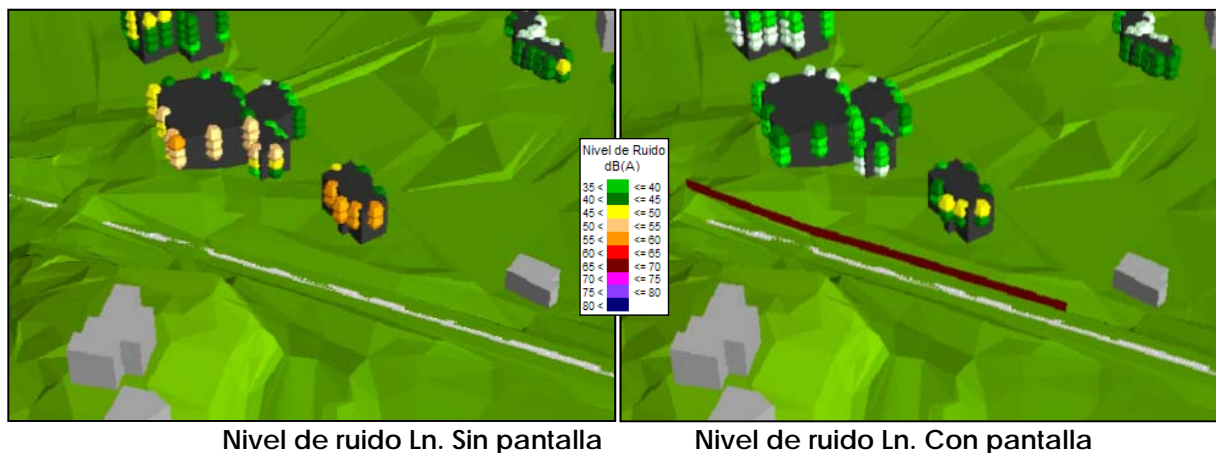 Nivel de Ruido
dB(A)
35 < <= 40
40 < <= 45
45 < <= 50
50 < <= 55
55 < <= 60
60 < <= 65
65 < <= 70
70 < <= 75
75 < <= 80
80 <
Nivel de ruido Ln. Sin pantalla
Nivel de ruido Ln. Con pantalla